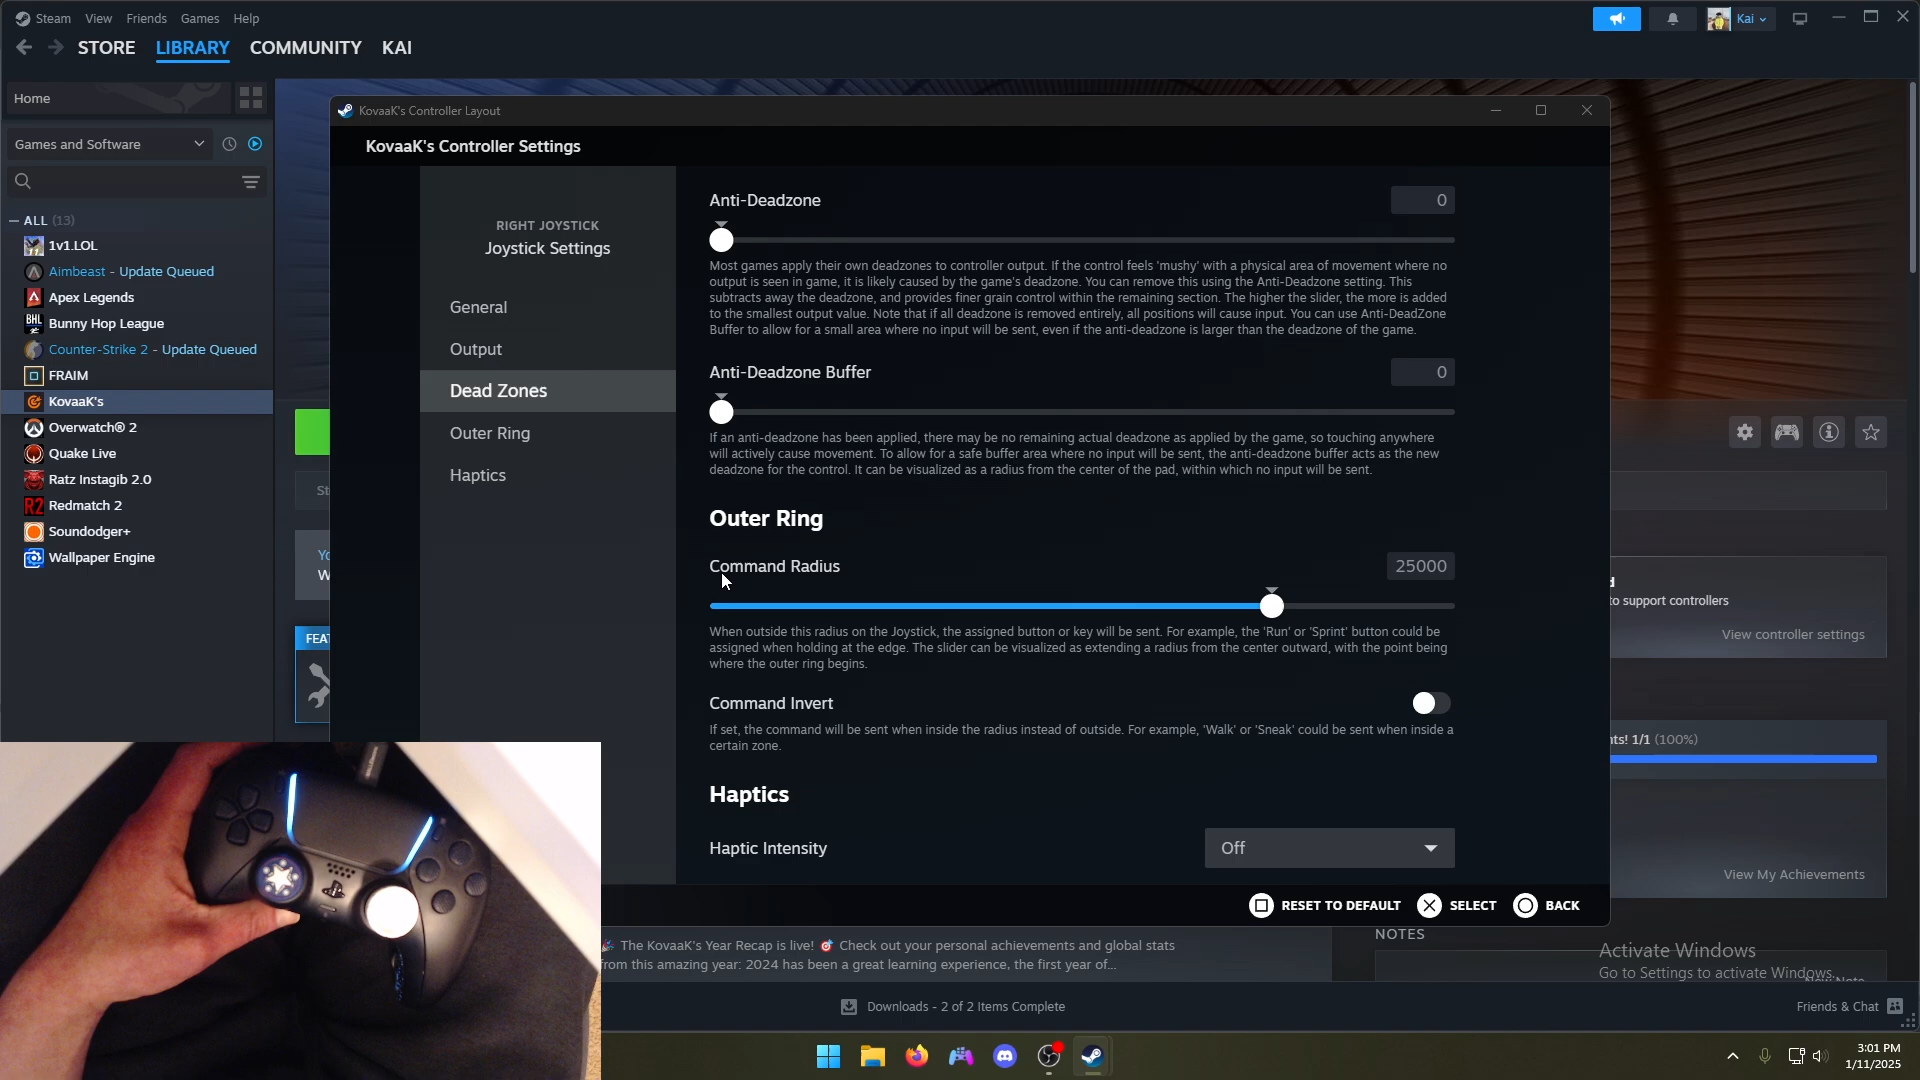 Steam View Friends Games Help
Kai
STORE LIBRARY COMMUNITY KAI
Home
Games and Software
ALL (13)
1v1.LOL
Aimbeast - Update Queued
Apex Legends
BHL Bunny Hop League
Counter-Strike 2 - Update Queued
FRAIM
KovaaK's
Overwatch® 2
Quake Live
Ratz Instagib 2.0
R2 Redmatch 2
Soundodger+
Wallpaper Engine
KovaaK's Controller Layout
KovaaK's Controller Settings
RIGHT JOYSTICK
Joystick Settings
General
Output
Dead Zones
Outer Ring
Haptics
Anti-Deadzone 0
Most games apply their own deadzones to controller output. If the control feels 'mushy' with a physical area of movement where no
output is seen in game, it is likely caused by the game's deadzone. You can remove this using the Anti-Deadzone setting. This
subtracts away the deadzone, and provides finer grain control within the remaining section. The higher the slider, the more is added
to the smallest output value. Note that if all deadzone is removed entirely, all positions will cause input. You can use Anti-DeadZone
Buffer to allow for a small area where no input will be sent, even if the anti-deadzone is larger than the deadzone of the game.
Anti-Deadzone Buffer 0
If an anti-deadzone has been applied, there may be no remaining actual deadzone as applied by the game, so touching anywhere
will actively cause movement. To allow for a safe buffer area where no input will be sent, the anti-deadzone buffer acts as the new
deadzone for the control. It can be visualized as a radius from the center of the pad, within which no input will be sent.
Outer Ring
Command Radius 25000
When outside this radius on the Joystick, the assigned button or key will be sent. For example, the 'Run' or 'Sprint' button could be
assigned when holding at the edge. The slider can be visualized as extending a radius from the center outward, with the point being
where the outer ring begins.
Command Invert
If set, the command will be sent when inside the radius instead of outside. For example, 'Walk' or 'Sneak' could be sent when inside a
certain zone.
Haptics
Haptic Intensity Off
RESET TO DEFAULT SELECT BACK
St
Yo
W
FEAT
d
to support controllers
View controller settings
nts! 1/1 (100%)
View My Achievements
NOTES
The KovaaK's Year Recap is live! 🎯 Check out your personal achievements and global stats
from this amazing year: 2024 has been a great learning experience, the first year of...
Activate Windows
Go to Settings to activate Windows.
Downloads - 2 of 2 Items Complete
Friends & Chat
3:01 PM
1/11/2025